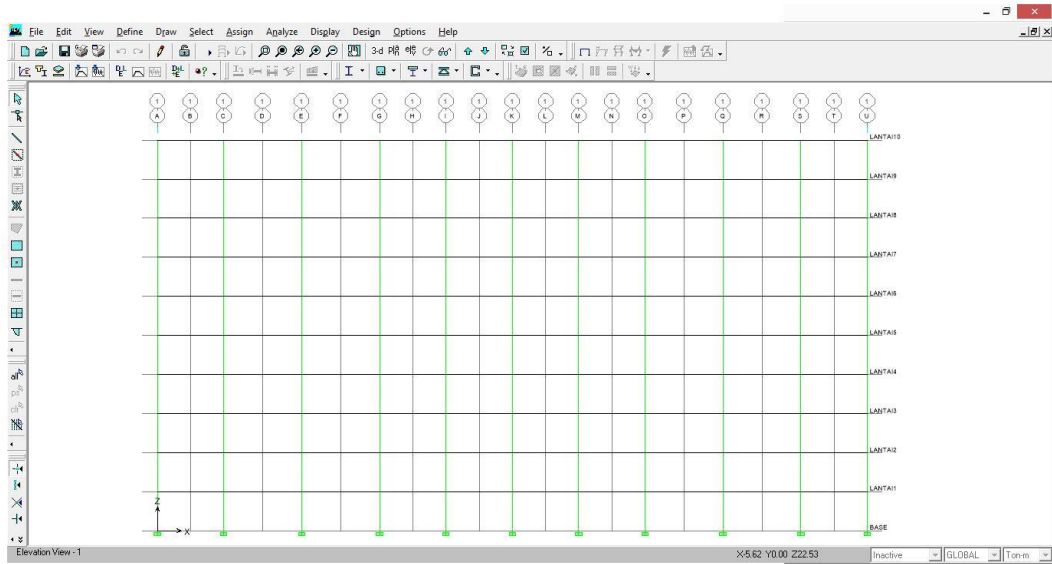 File Edit View Define Draw Select Assign Analyze Display Design Options Help
3-d
1 1 1 1 1 1 1 1 1 1 1 1 1 1 1 1 1 1 1 1 1
A B C D E F G H I J K L M N O P Q R S T U
LANTAI10
LANTAI9
LANTAI8
LANTAI7
LANTAI6
LANTAI5
LANTAI4
LANTAI3
LANTAI2
LANTAI1
Z
X
BASE
all
Elevation View - 1
X-5.62 Y0.00 Z22.53
Inactive
GLOBAL
Ton-m